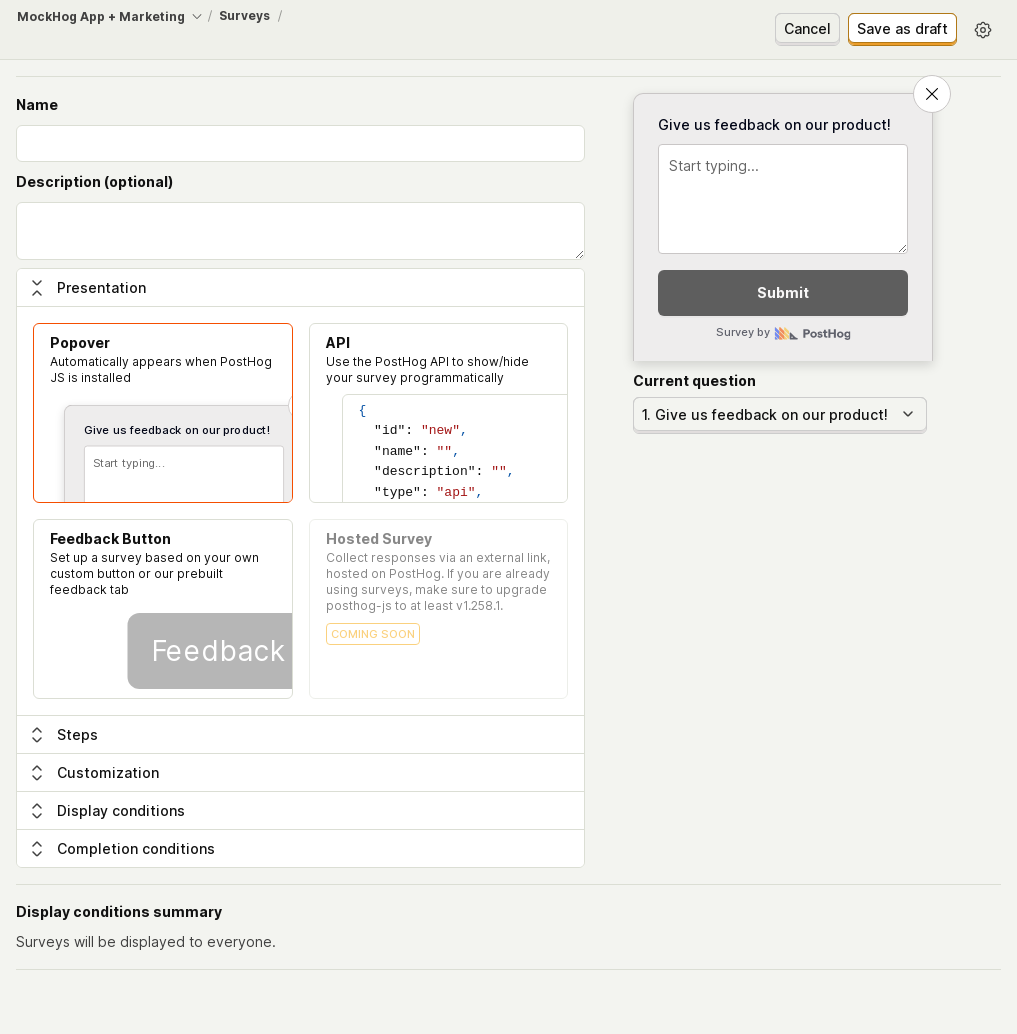 MockHog App + Marketing / Surveys /
Cancel
Save as draft
Name
Description (optional)
Presentation
Popover
Automatically appears when PostHog
JS is installed
Give us feedback on our product!
Start typing...
API
Use the PostHog API to show/hide
your survey programmatically
{
"id": "new",
"name": "",
"description": "",
"type": "api",
Feedback Button
Set up a survey based on your own
custom button or our prebuilt
feedback tab
Feedback
Hosted Survey
Collect responses via an external link,
hosted on PostHog. If you are already
using surveys, make sure to upgrade
posthog-js to at least v1.258.1.
COMING SOON
Steps
Customization
Display conditions
Completion conditions
Give us feedback on our product!
Start typing...
Submit
Survey by PostHog
Current question
1. Give us feedback on our product!
Display conditions summary
Surveys will be displayed to everyone.